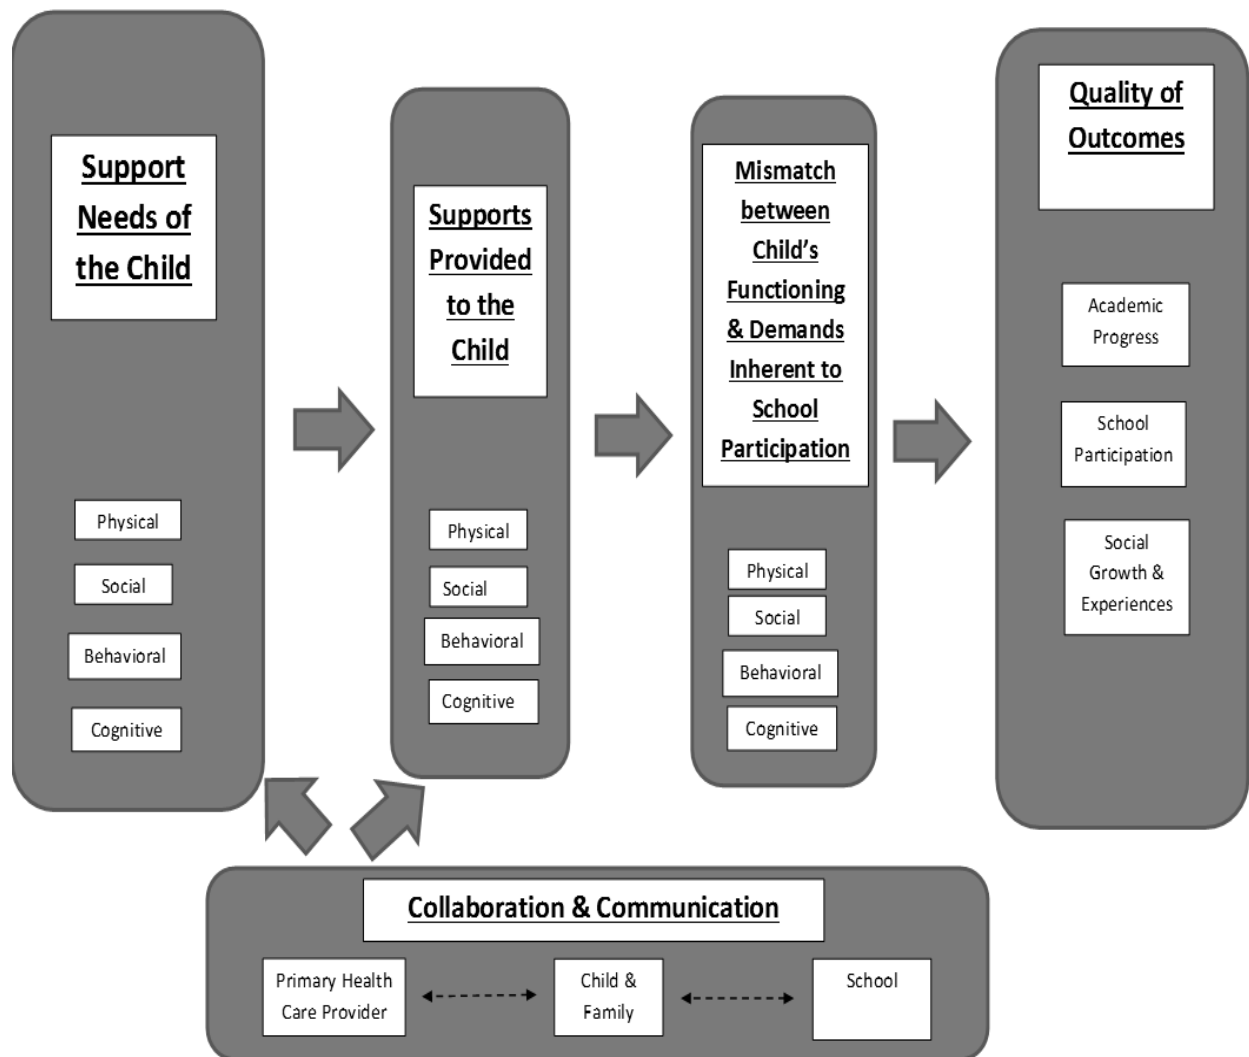 Support
Needs of
the Child
Physical
Social
Behavioral
Cognitive
Supports
Provided
to the
Child
Physical
Social
Behavioral
Cognitive
Mismatch
between
Child's
Functioning
& Demands
Inherent to
School
Participation
Physical
Social
Behavioral
Cognitive
Quality of
Outcomes
Academic
Progress
School
Participation
Social
Growth &
Experiences
Collaboration & Communication
Primary Health
Care Provider
Child &
Family
School